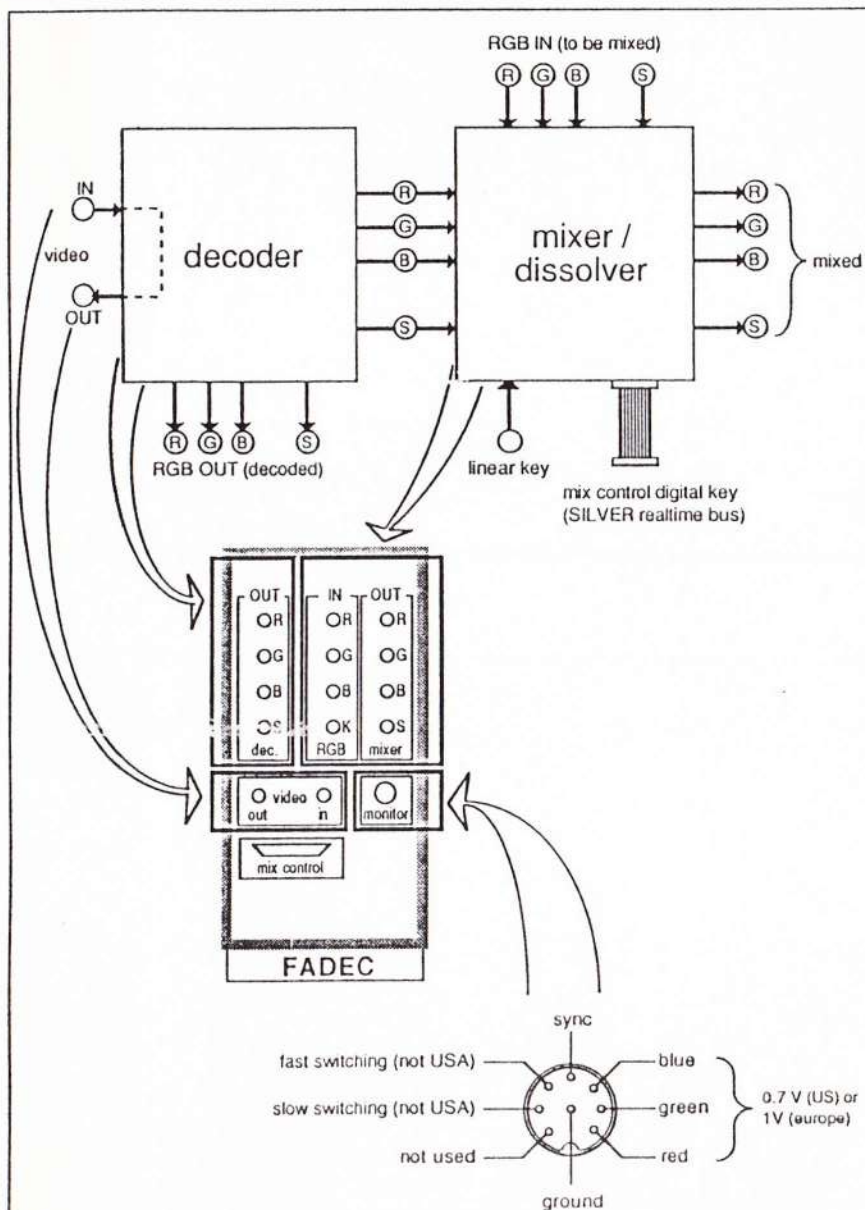 RGB IN (to be mixed)
R G B S
IN
video
OUT
decoder
R
G
B
S
mixer /
dissolver
R
G
B
S
mixed
R G B S
RGB OUT (decoded)
linear key
mix control digital key
(SILVER realtime bus)
OUT IN OUT
R R R
G G G
B B B
S K S
dec. RGB mixer
video
out in
monitor
mix control
FADEC
sync
fast switching (not USA)
blue
slow switching (not USA)
green
not used
red
ground
0.7 V (US) or
1V (europe)